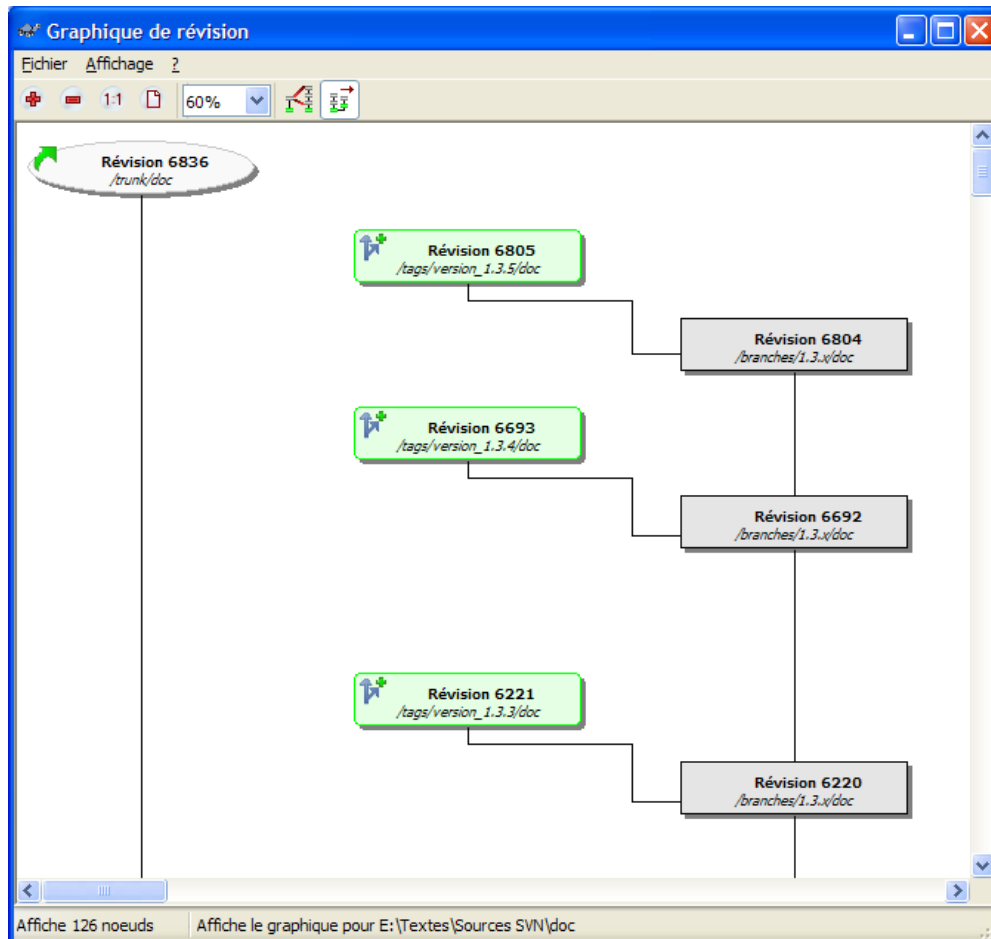 Graphique de révision
Fichier Affichage ?
1:1 60%
Révision 6836
/trunk/doc
Révision 6805
/tags/version_1.3.5/doc
Révision 6804
/branches/1.3.x/doc
Révision 6693
/tags/version_1.3.4/doc
Révision 6692
/branches/1.3.x/doc
Révision 6221
/tags/version_1.3.3/doc
Révision 6220
/branches/1.3.x/doc
Affiche 126 noeuds Affiche le graphique pour E:\Textes\Sources SVN\doc